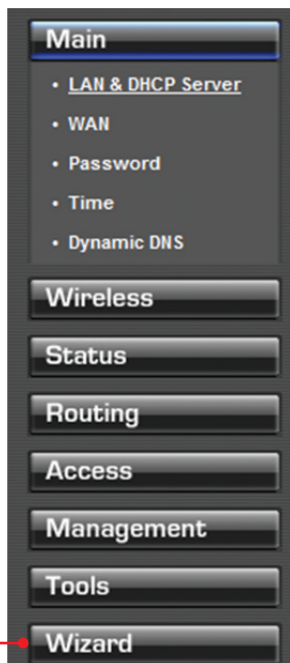 Main
• LAN & DHCP Server
• WAN
• Password
• Time
• Dynamic DNS
Wireless
Status
Routing
Access
Management
Tools
Wizard